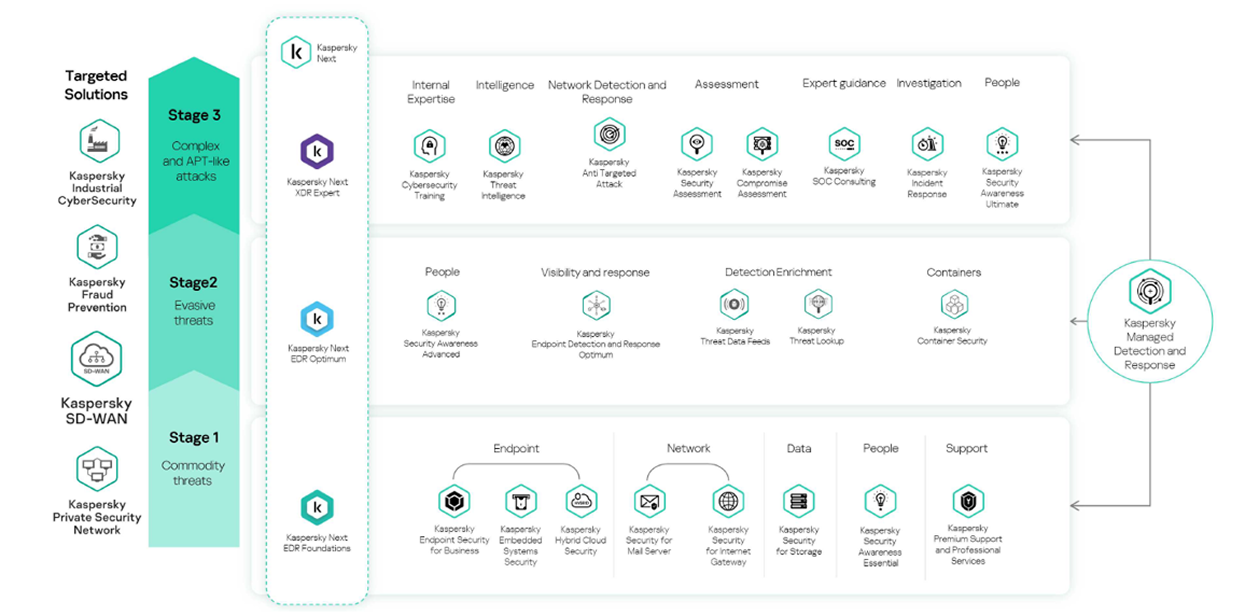 Targeted
Solutions
Kaspersky
Industrial
CyberSecurity
Kaspersky
Fraud
Prevention
SD-WAN
Kaspersky
SD-WAN
Kaspersky
Private Security
Network
Stage 3
Complex
and APT-like
attacks
Stage2
Evasive
threats
Stage 1
Commodity
threats
k
Kaspersky
Next
k
Kaspersky Next
XDR Expert
k
Kaspersky Next
EDR Optimum
k
Kaspersky Next
EDR Foundations
Internal
Expertise
Kaspersky
Cybersecurity
Training
Intelligence
Kaspersky
Threat
Intelligence
Network Detection and
Response
Kaspersky
Anti Targeted
Attack
Assessment
Kaspersky
Security
Assessment
Kaspersky
Compromise
Assessment
Expert guidance
SOC
Kaspersky
SOC Consulting
Investigation
Kaspersky
Incident
Response
People
Kaspersky
Security
Awareness
Ultimate
People
Kaspersky
Security Awareness
Advanced
Visibility and response
Kaspersky
Endpoint Detection and Response
Optimum
Detection Enrichment
Kaspersky
Threat Data Feeds
Kaspersky
Threat Lookup
Containers
Kaspersky
Container Security
Endpoint
Kaspersky
Endpoint Security
for Business
Kaspersky
Embedded
Systems
Security
HYBRID
Kaspersky
Hybrid Cloud
Security
Network
Kaspersky
Security for
Mail Server
Kaspersky
Security
for Internet
Gateway
Data
Kaspersky
Security
for Storage
People
Kaspersky
Security
Awareness
Essential
Support
Kaspersky
Premium Support
and Professional
Services
Kaspersky
Managed
Detection and
Response